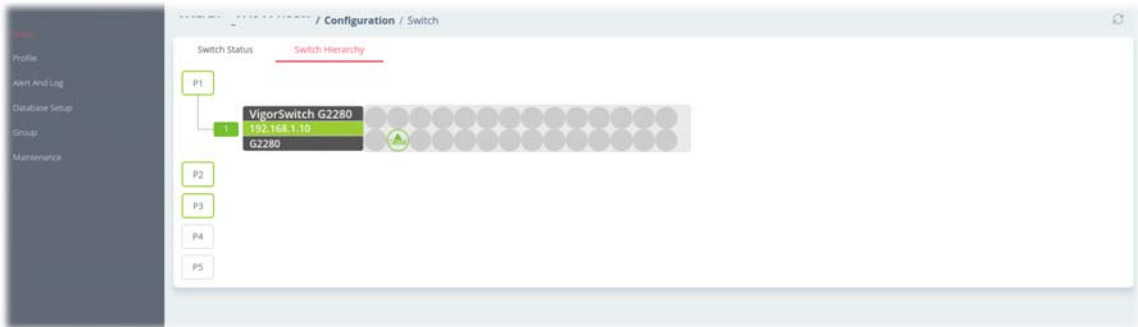 / Configuration / Switch
Profile
Alert And Log
Database Setup
Group
Maintenance
Switch Status
Switch Hierarchy
P1
VigorSwitch G2280
1
192.168.1.10
G2280
P2
P3
P4
P5